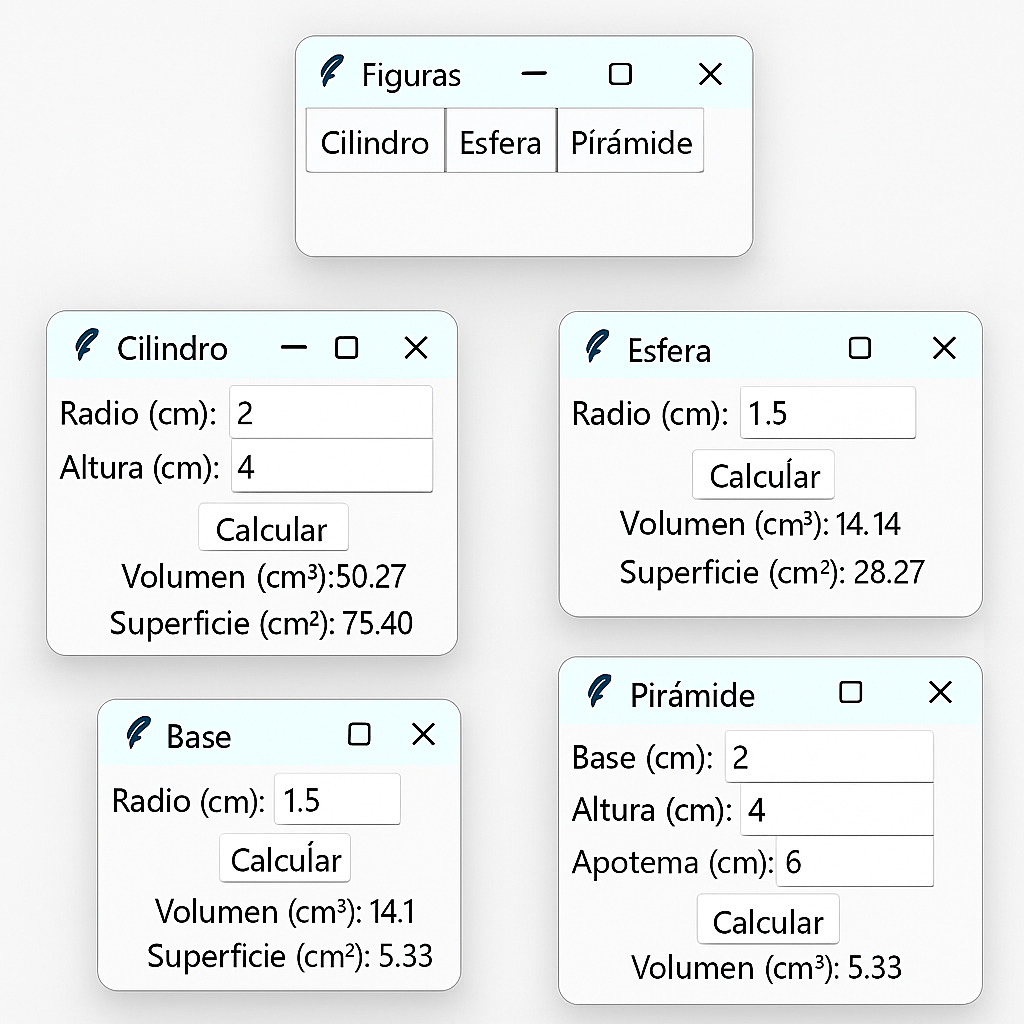 Figuras
Cilindro Esfera Pírámide
Cilindro
Radio (cm): 2
Altura (cm): 4
Calcular
Volumen (cm³):50.27
Superficie (cm²): 75.40
Esfera
Radio (cm): 1.5
Calcuĺar
Volumen (cm³): 14.14
Superficie (cm²): 28.27
Base
Radio (cm): 1.5
Calcuĺar
Volumen (cm³): 14.1
Superficie (cm²): 5.33
Pirámide
Base (cm): 2
Altura (cm): 4
Apotema (cm): 6
Calcular
Volumen (cm³): 5.33